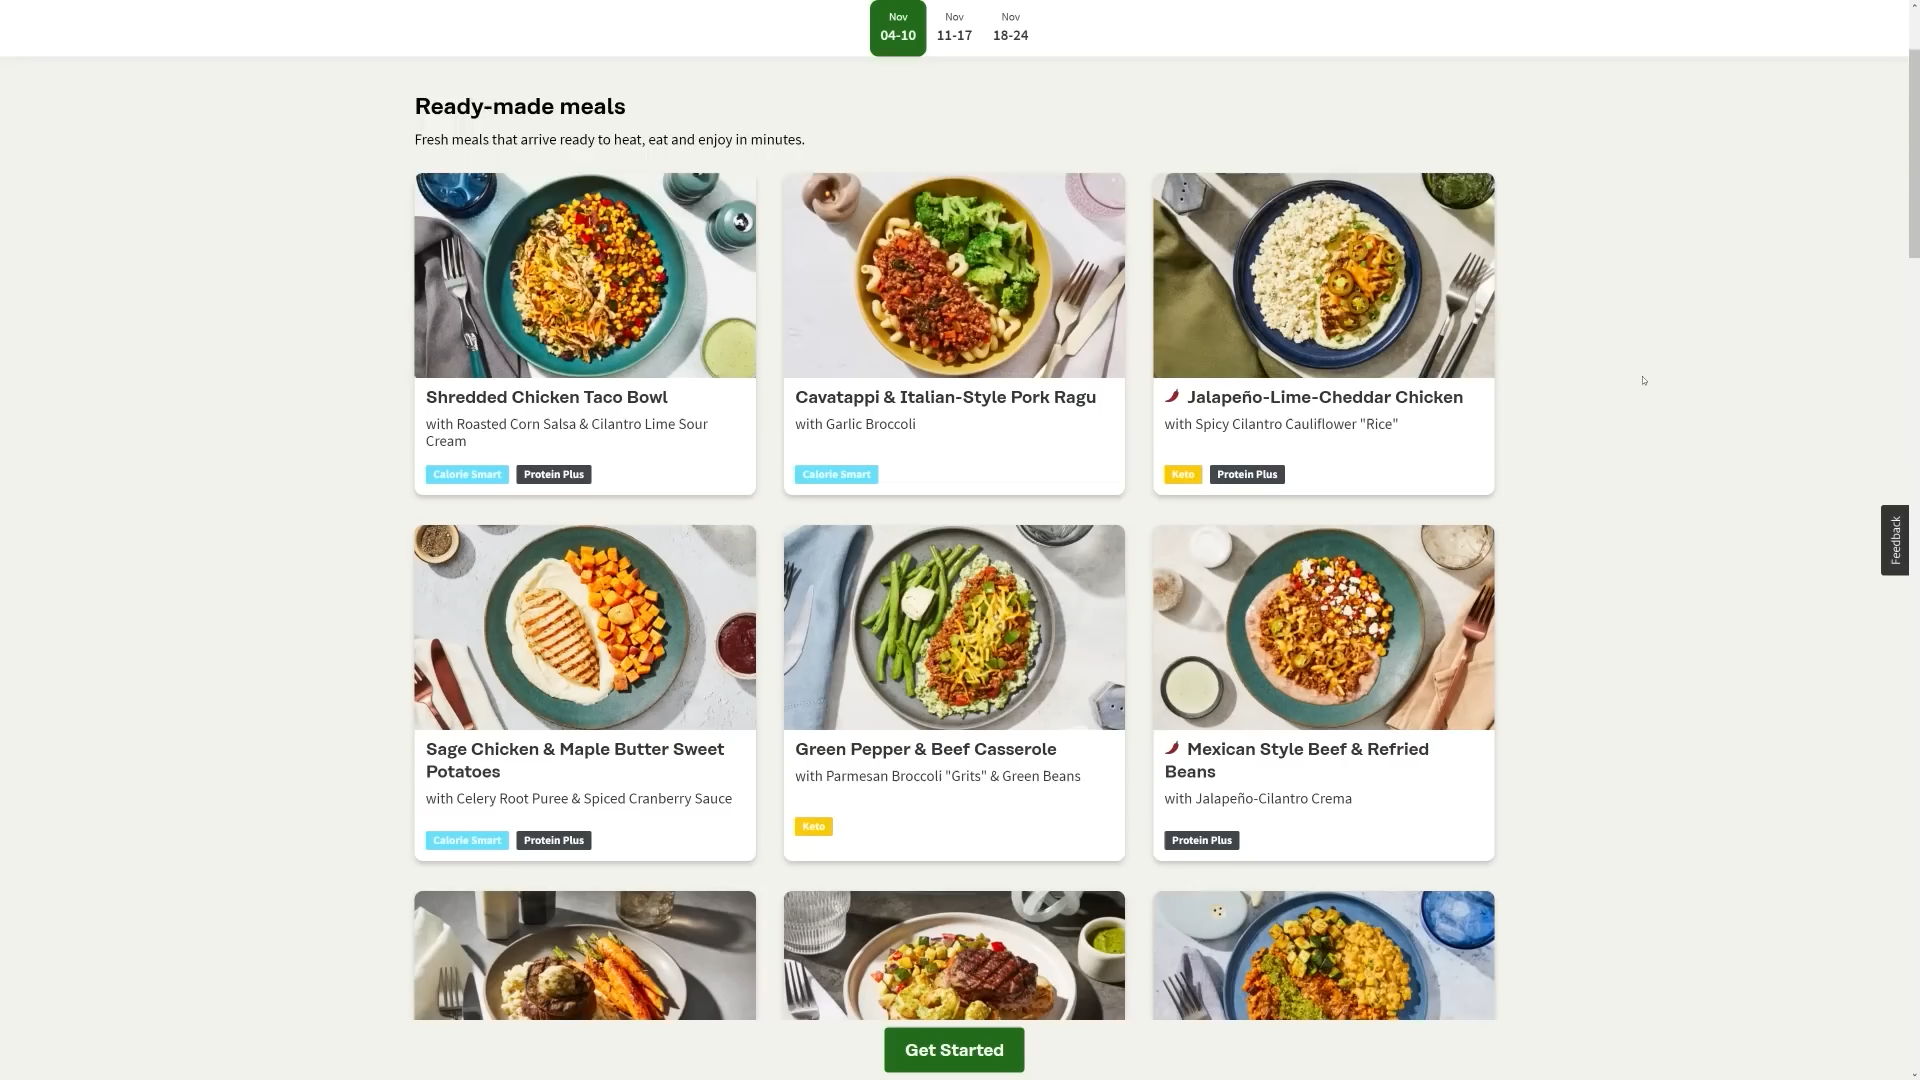 Nov
04-10
Nov
11-17
Nov
18-24
Ready-made meals
Fresh meals that arrive ready to heat, eat and enjoy in minutes.
Shredded Chicken Taco Bowl
with Roasted Corn Salsa & Cilantro Lime Sour
Cream
Calorie Smart
Protein Plus
Cavatappi & Italian-Style Pork Ragu
with Garlic Broccoli
Calorie Smart
Jalapeño-Lime-Cheddar Chicken
with Spicy Cilantro Cauliflower "Rice"
Keto
Protein Plus
Feedback
Sage Chicken & Maple Butter Sweet
Potatoes
with Celery Root Puree & Spiced Cranberry Sauce
Calorie Smart
Protein Plus
Green Pepper & Beef Casserole
with Parmesan Broccoli "Grits" & Green Beans
Keto
Mexican Style Beef & Refried
Beans
with Jalapeño-Cilantro Crema
Protein Plus
Get Started